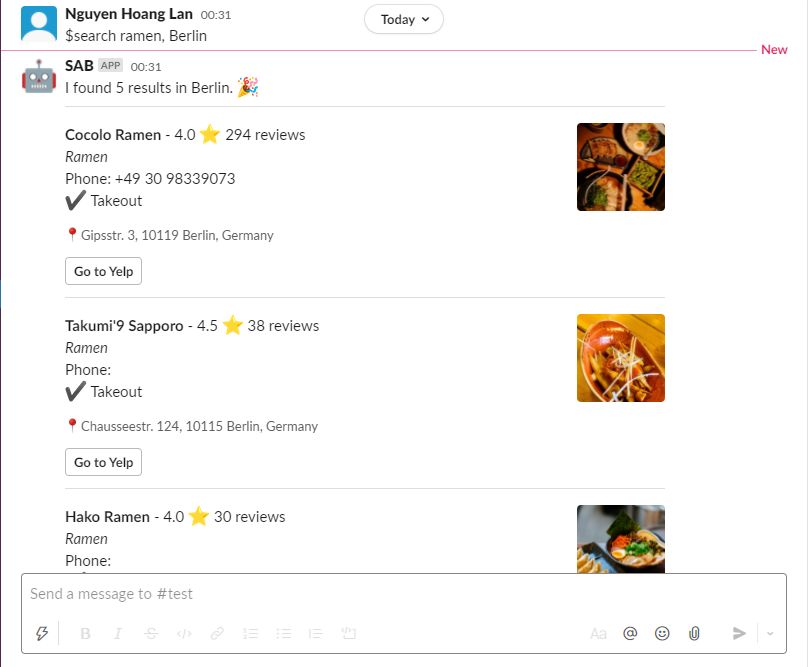 Nguyen Hoang Lan 00:31
Today
$search ramen, Berlin
New
SAB APP 00:31
I found 5 results in Berlin. 🎉
Cocolo Ramen - 4.0 ⭐ 294 reviews
Ramen
Phone: +49 30 98339073
✔ Takeout
📍 Gipsstr. 3, 10119 Berlin, Germany
Go to Yelp
Takumi'9 Sapporo - 4.5 ⭐ 38 reviews
Ramen
Phone:
✔ Takeout
📍 Chausseestr. 124, 10115 Berlin, Germany
Go to Yelp
Hako Ramen - 4.0 ⭐ 30 reviews
Ramen
Phone:
Send a message to #test
B I S </> Aa @